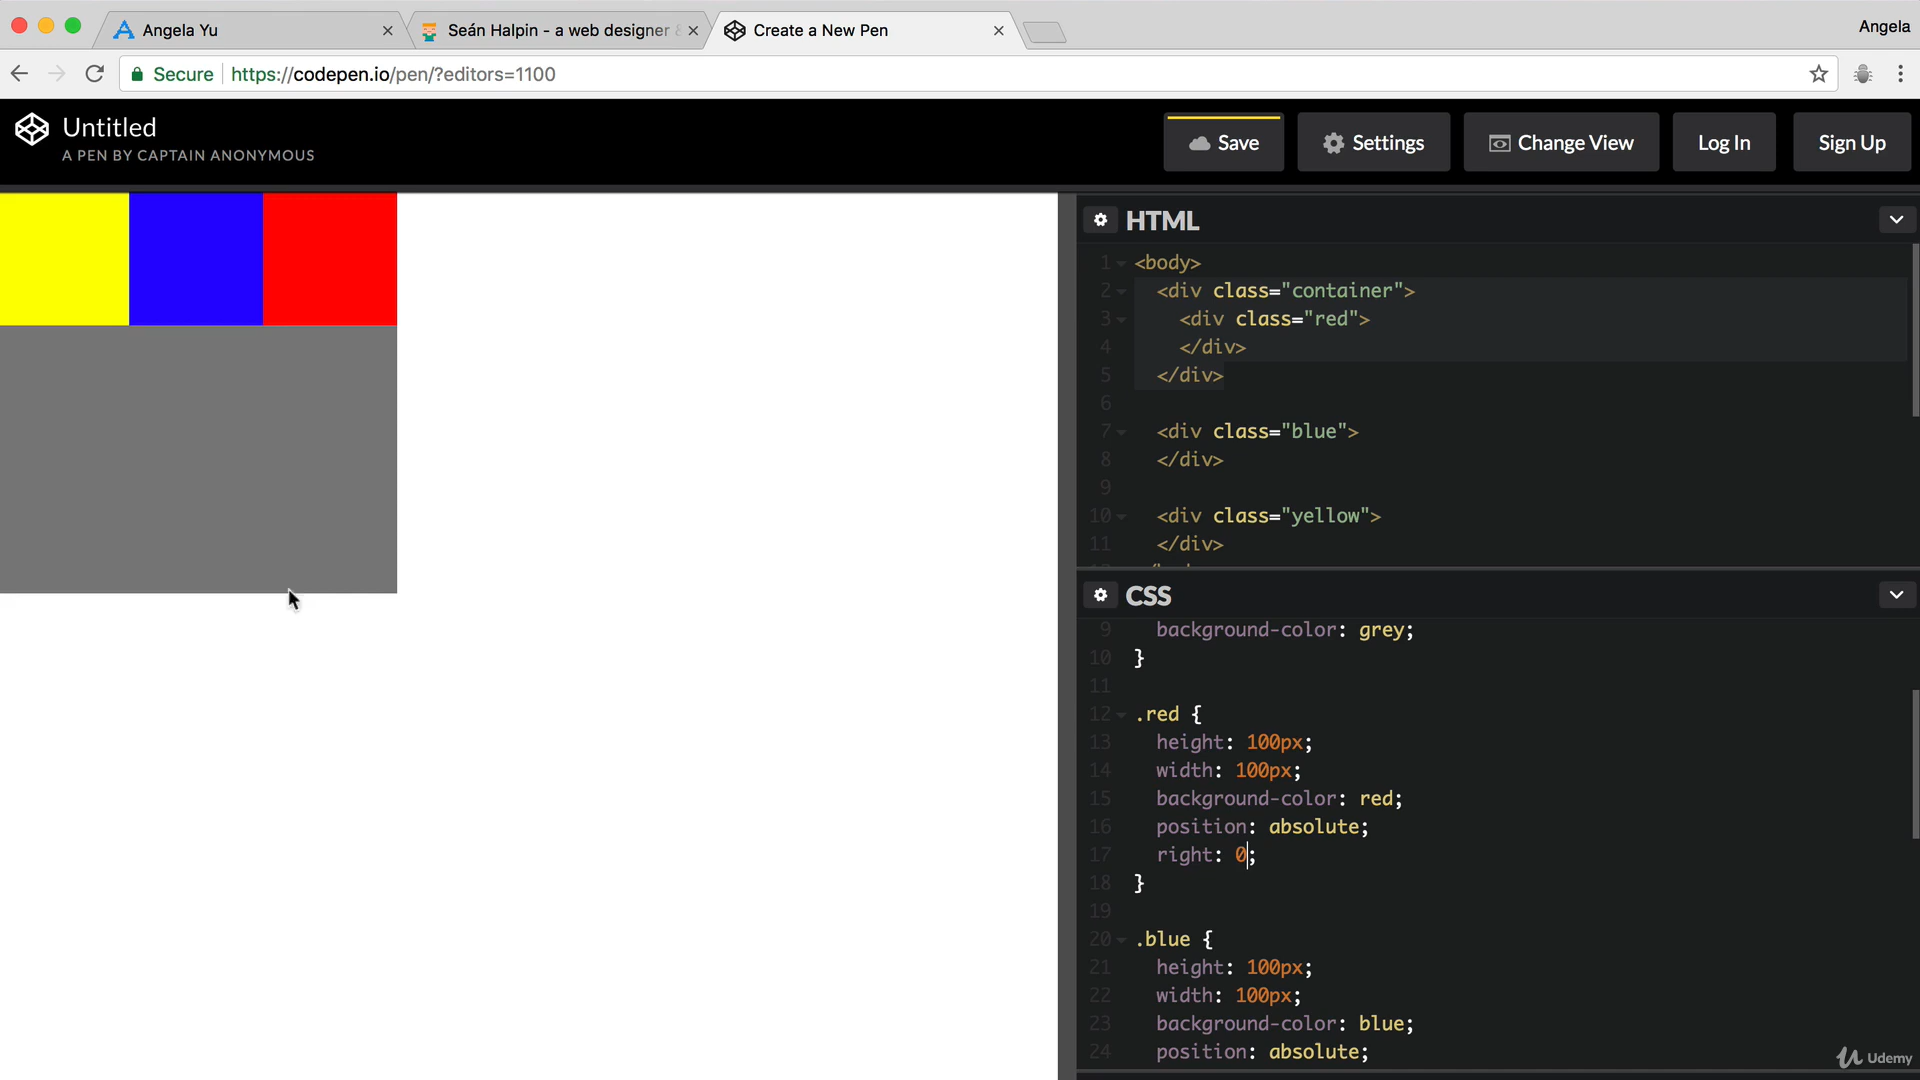 Angela Yu
Seán Halpin - a web designer &
Create a New Pen
Angela
Secure
https://codepen.io/pen/?editors=1100
Untitled
A PEN BY CAPTAIN ANONYMOUS
Save
Settings
Change View
Log In
Sign Up
HTML
1 <body>
2 <div class="container">
3 <div class="red">
4 </div>
5 </div>
6
7 <div class="blue">
8 </div>
9
10 <div class="yellow">
11 </div>
CSS
9 background-color: grey;
10 }
11
12 .red {
13 height: 100px;
14 width: 100px;
15 background-color: red;
16 position: absolute;
17 right: 0;
18 }
19
20 .blue {
21 height: 100px;
22 width: 100px;
23 background-color: blue;
24 position: absolute;
Udemy